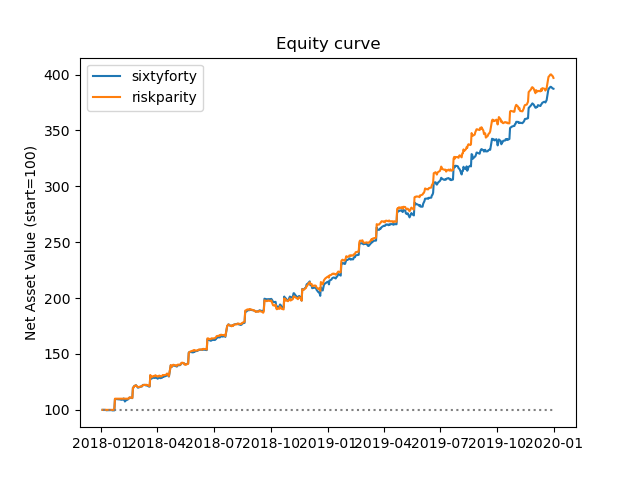 Equity curve
sixtyforty
riskparity
Net Asset Value (start=100)
400
350
300
250
200
150
100
2018-01 2018-04 2018-07 2018-10 2019-01 2019-04 2019-07 2019-10 2020-01